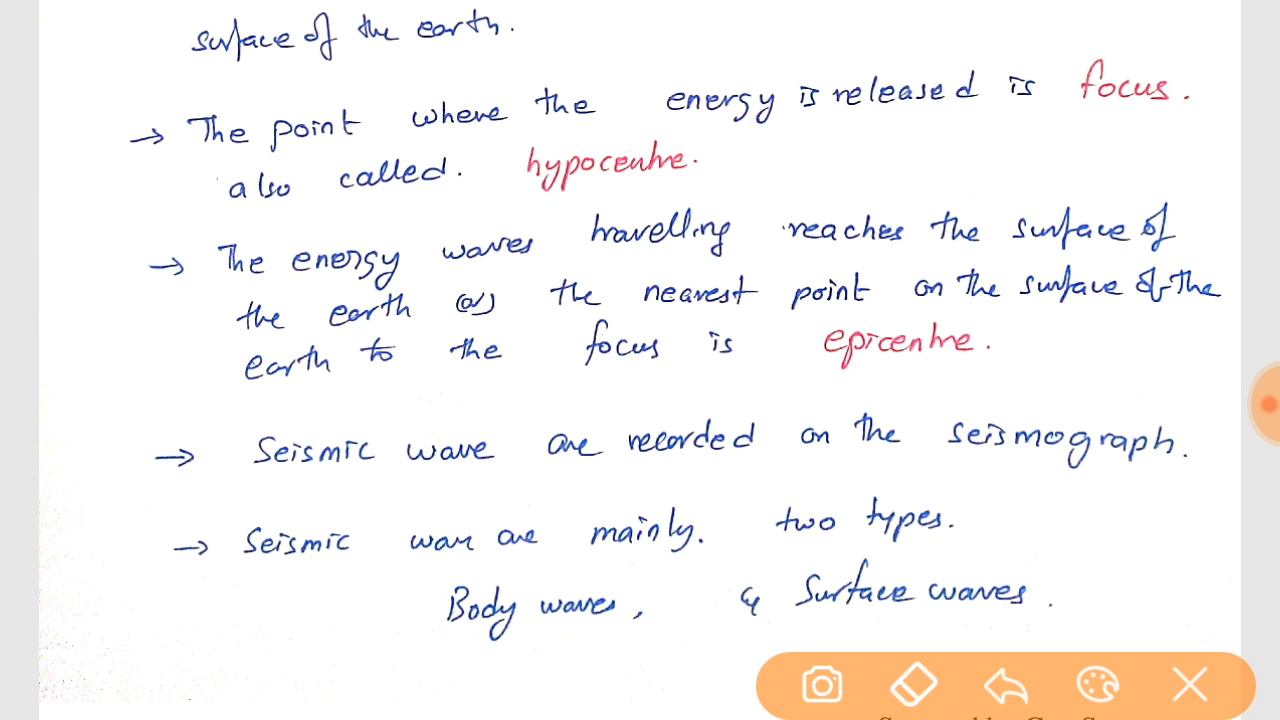 surface of the earth.
→ The point where the energy is released is focus.
also called. hypocentre.
→ The energy waves travelling reaches the surface of
the earth (or) the nearest point on the surface of the
earth to the focus is epicentre.
→ Seismic wave are recorded on the seismograph.
→ Seismic wave are mainly. two types.
Body waves, & Surface waves.